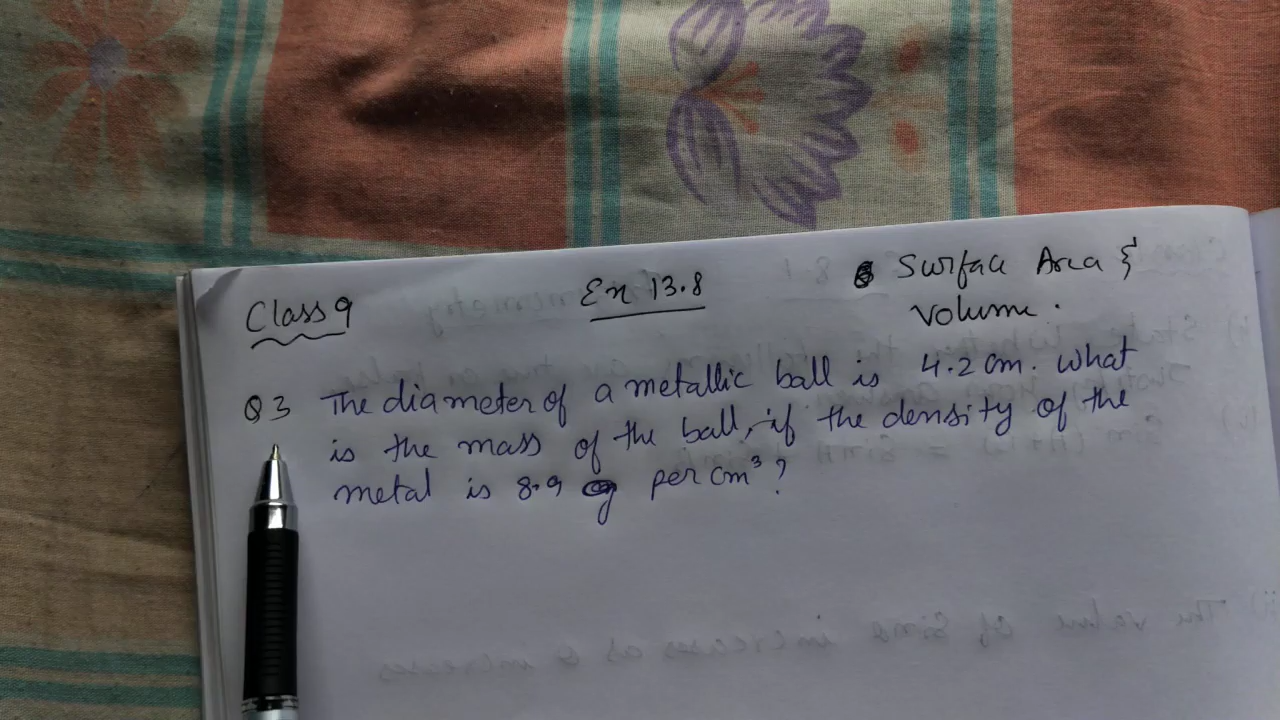 Class 9
Ex 13.8
Surface Area &
Volume.
Q3 The diameter of a metallic ball is 4.2 cm. What
is the mass of the ball, if the density of the
metal is 8.9 g per cm³?